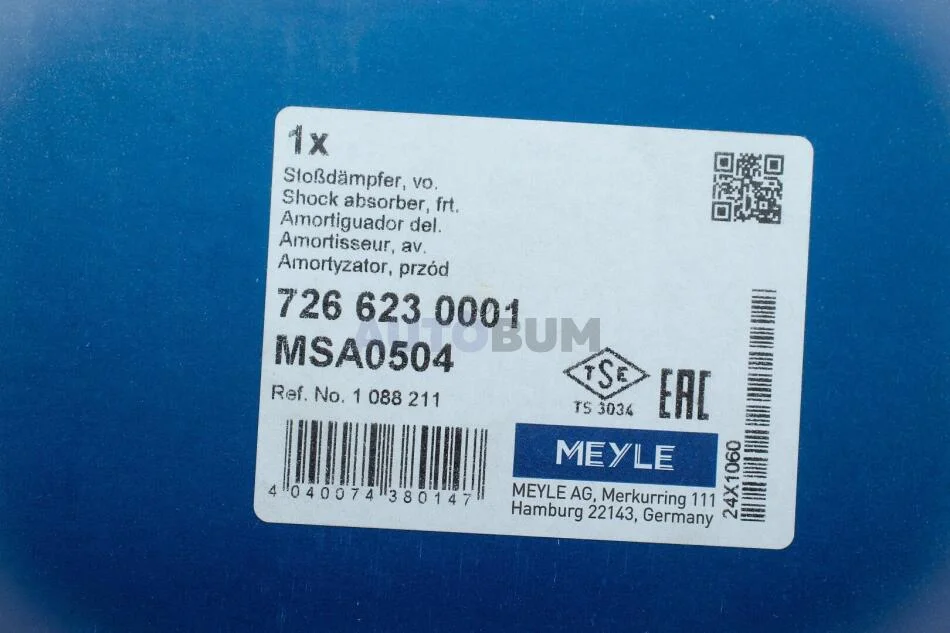 1x
Stoßdämpfer, vo.
Shock absorber, frt.
Amortiguador del.
Amortisseur, av.
Amortyzator, przód
726 623 0001
AUTOBUM
MSA0504
TSE
TS 3034
EAC
Ref. No. 1 088 211
4 040074 380147
MEYLE
MEYLE AG, Merkurring 111
Hamburg 22143, Germany
24X1060